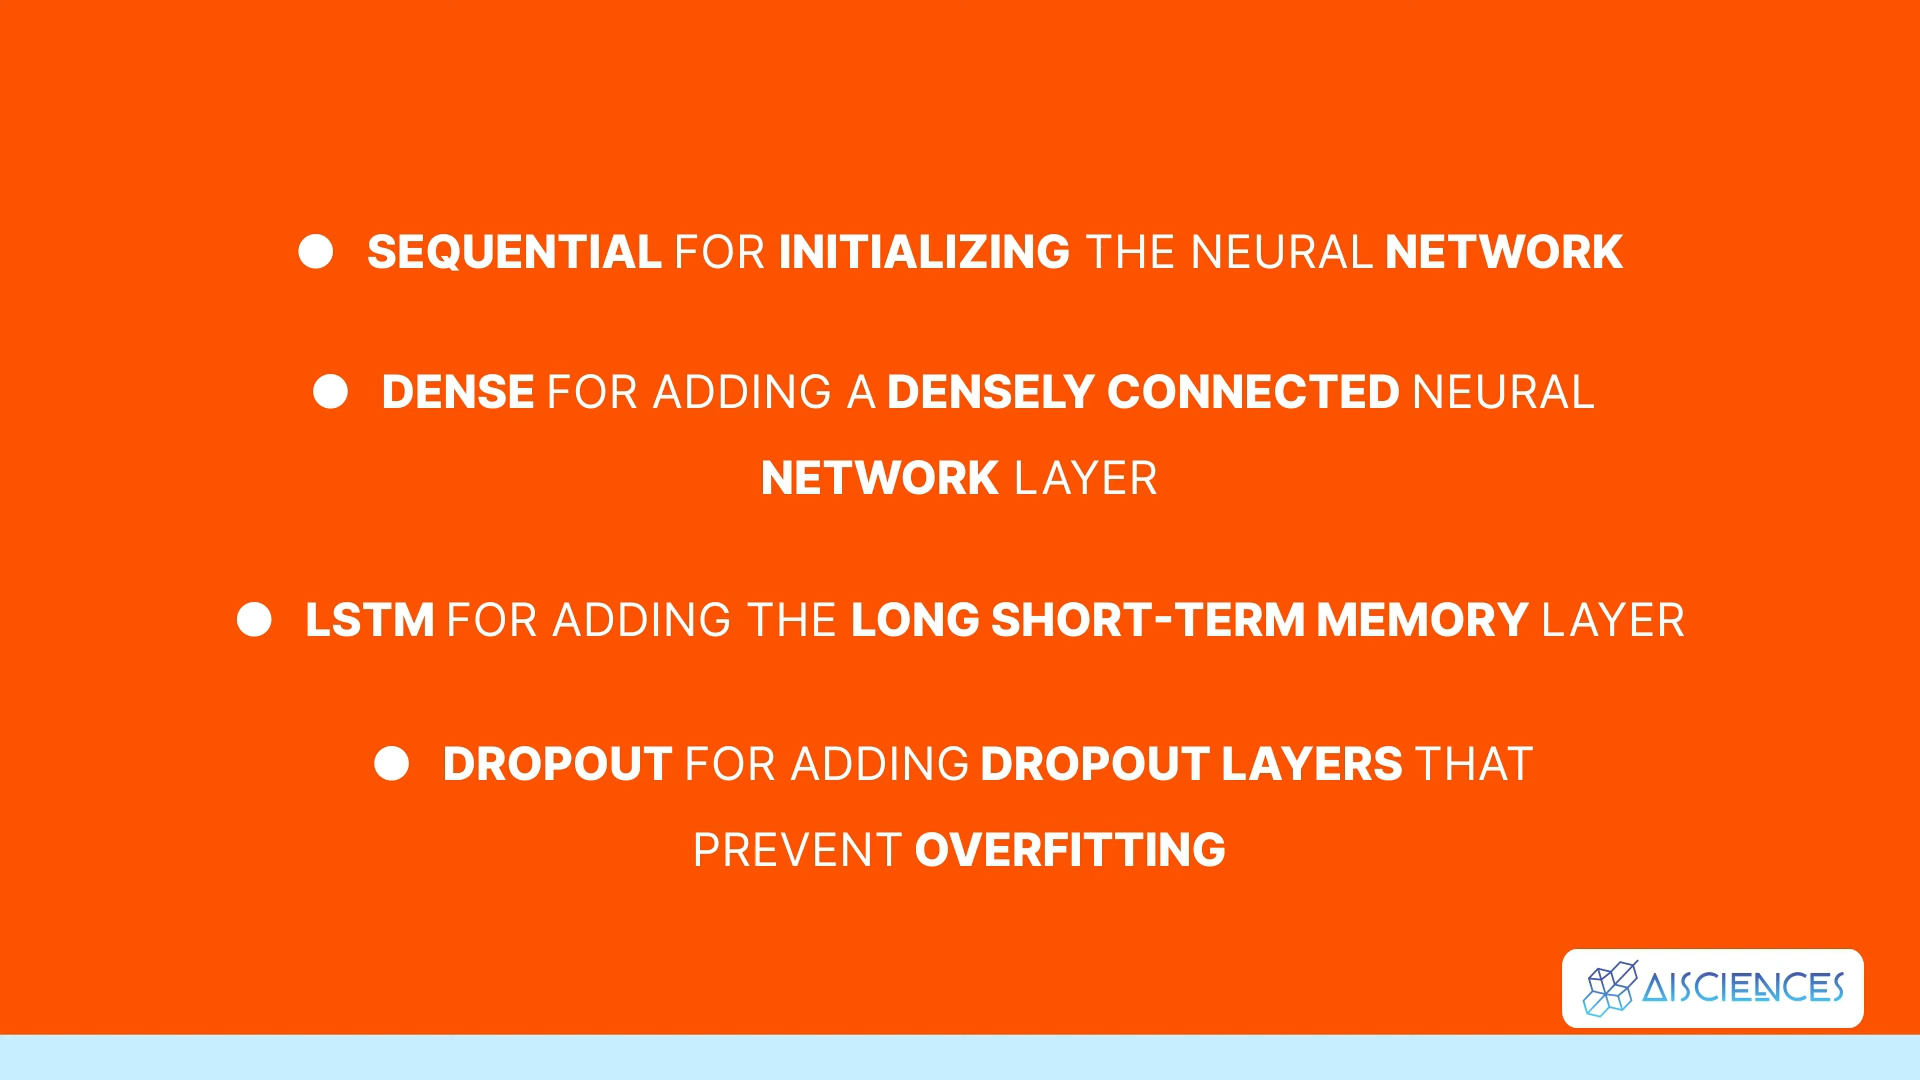 ● SEQUENTIAL FOR INITIALIZING THE NEURAL NETWORK
● DENSE FOR ADDING A DENSELY CONNECTED NEURAL
NETWORK LAYER
● LSTM FOR ADDING THE LONG SHORT-TERM MEMORY LAYER
● DROPOUT FOR ADDING DROPOUT LAYERS THAT
PREVENT OVERFITTING
AISCIENCES